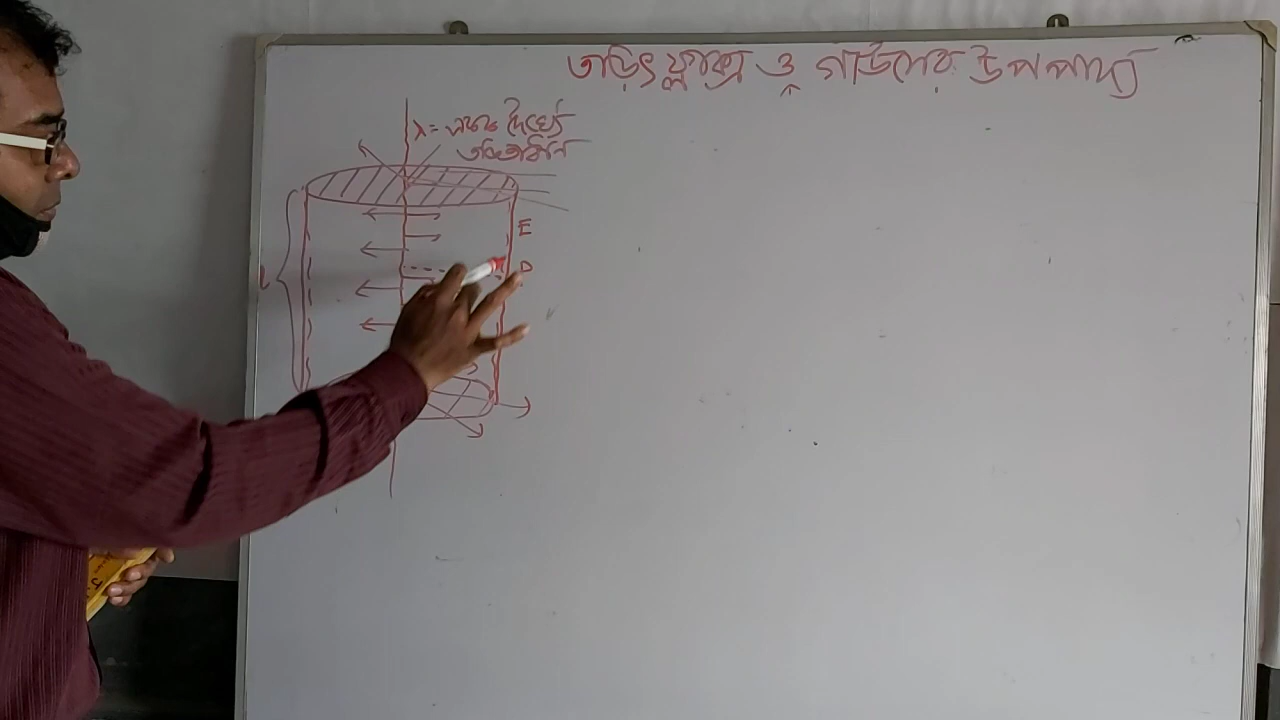 তড়িৎ ফ্লাক্স ও গাউসের উপপাদ্য
λ = দৈর্ঘ্যে
E
P
l